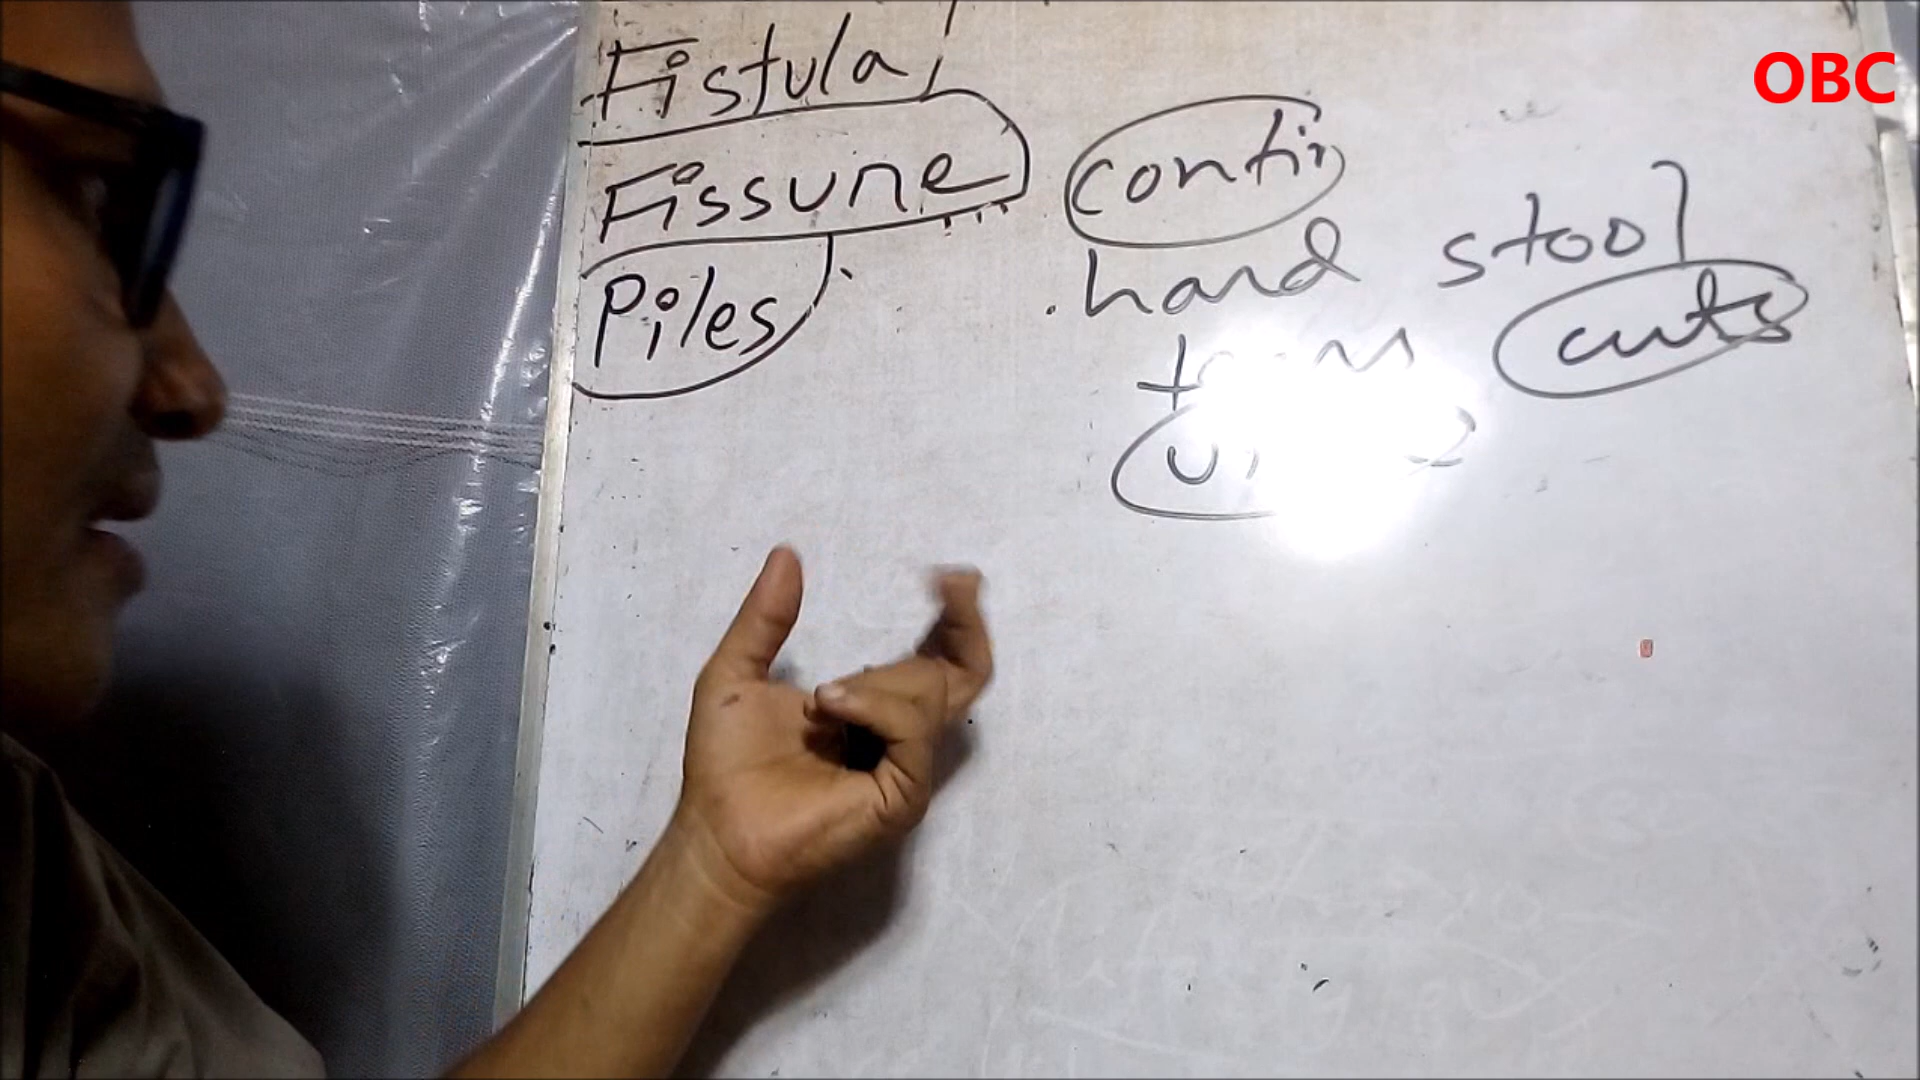 OBC
Fistula
Fissune
Piles
contin
hard stool
cuts